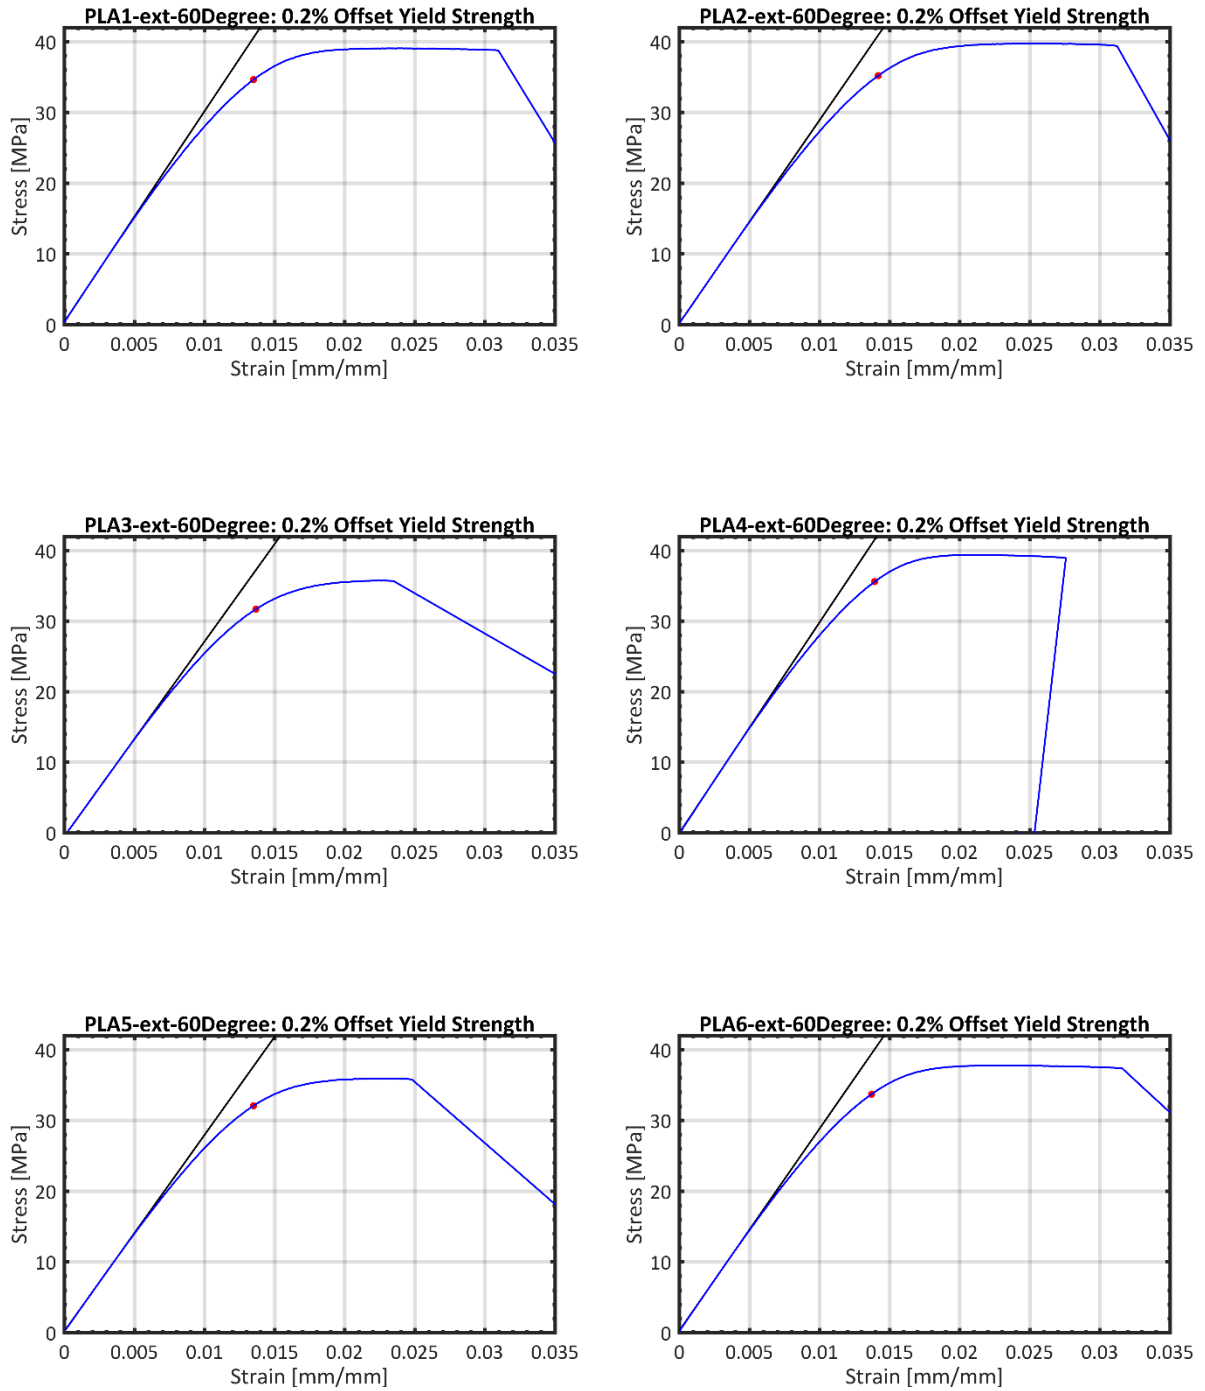 PLA1-ext-60Degree: 0.2% Offset Yield Strength
40
30
20
10
0
Stress [MPa]
0 0.005 0.01 0.015 0.02 0.025 0.03 0.035
Strain [mm/mm]
PLA2-ext-60Degree: 0.2% Offset Yield Strength
40
30
20
10
0
Stress [MPa]
0 0.005 0.01 0.015 0.02 0.025 0.03 0.035
Strain [mm/mm]
PLA3-ext-60Degree: 0.2% Offset Yield Strength
40
30
20
10
0
Stress [MPa]
0 0.005 0.01 0.015 0.02 0.025 0.03 0.035
Strain [mm/mm]
PLA4-ext-60Degree: 0.2% Offset Yield Strength
40
30
20
10
0
Stress [MPa]
0 0.005 0.01 0.015 0.02 0.025 0.03 0.035
Strain [mm/mm]
PLA5-ext-60Degree: 0.2% Offset Yield Strength
40
30
20
10
0
Stress [MPa]
0 0.005 0.01 0.015 0.02 0.025 0.03 0.035
Strain [mm/mm]
PLA6-ext-60Degree: 0.2% Offset Yield Strength
40
30
20
10
0
Stress [MPa]
0 0.005 0.01 0.015 0.02 0.025 0.03 0.035
Strain [mm/mm]